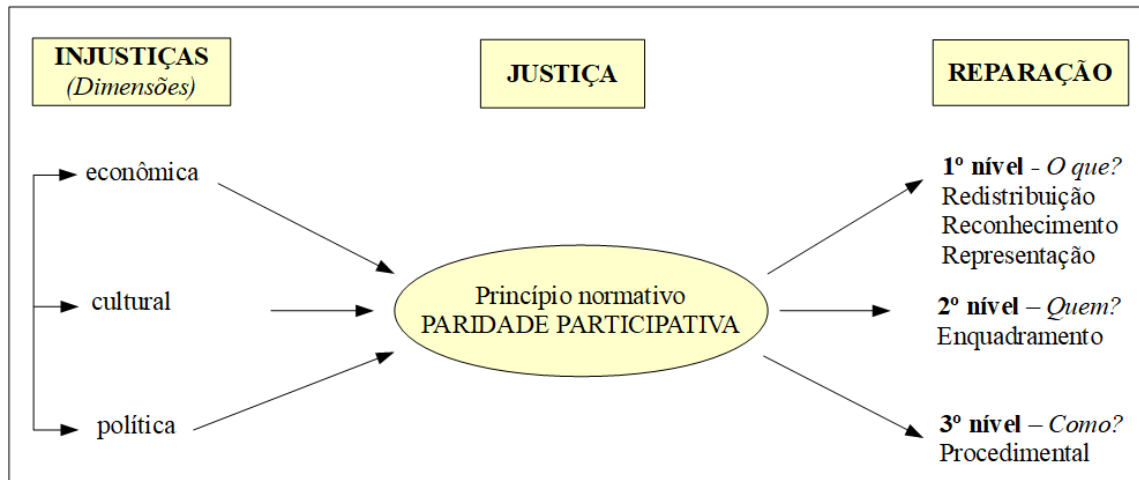 INJUSTIÇAS
(Dimensões)
JUSTIÇA
REPARAÇÃO
econômica
cultural
política
Princípio normativo
PARIDADE PARTICIPATIVA
1º nível - O que?
Redistribuição
Reconhecimento
Representação
2º nível – Quem?
Enquadramento
3º nível – Como?
Procedimental